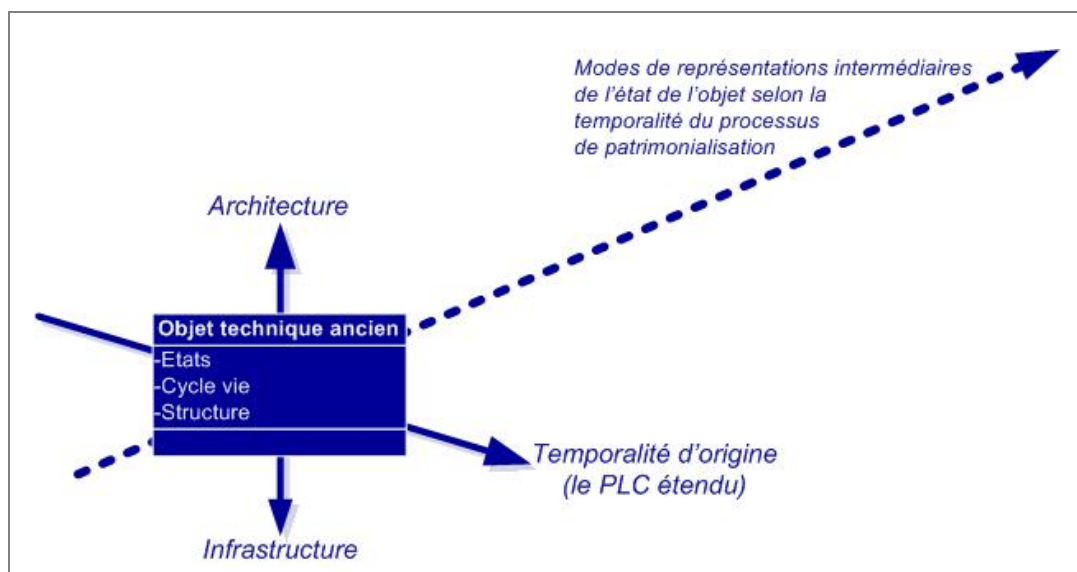 Modes de représentations intermédiaires
de l'état de l'objet selon la
temporalité du processus
de patrimonialisation
Architecture
Objet technique ancien
-Etats
-Cycle vie
-Structure
Temporalité d'origine
(le PLC étendu)
Infrastructure